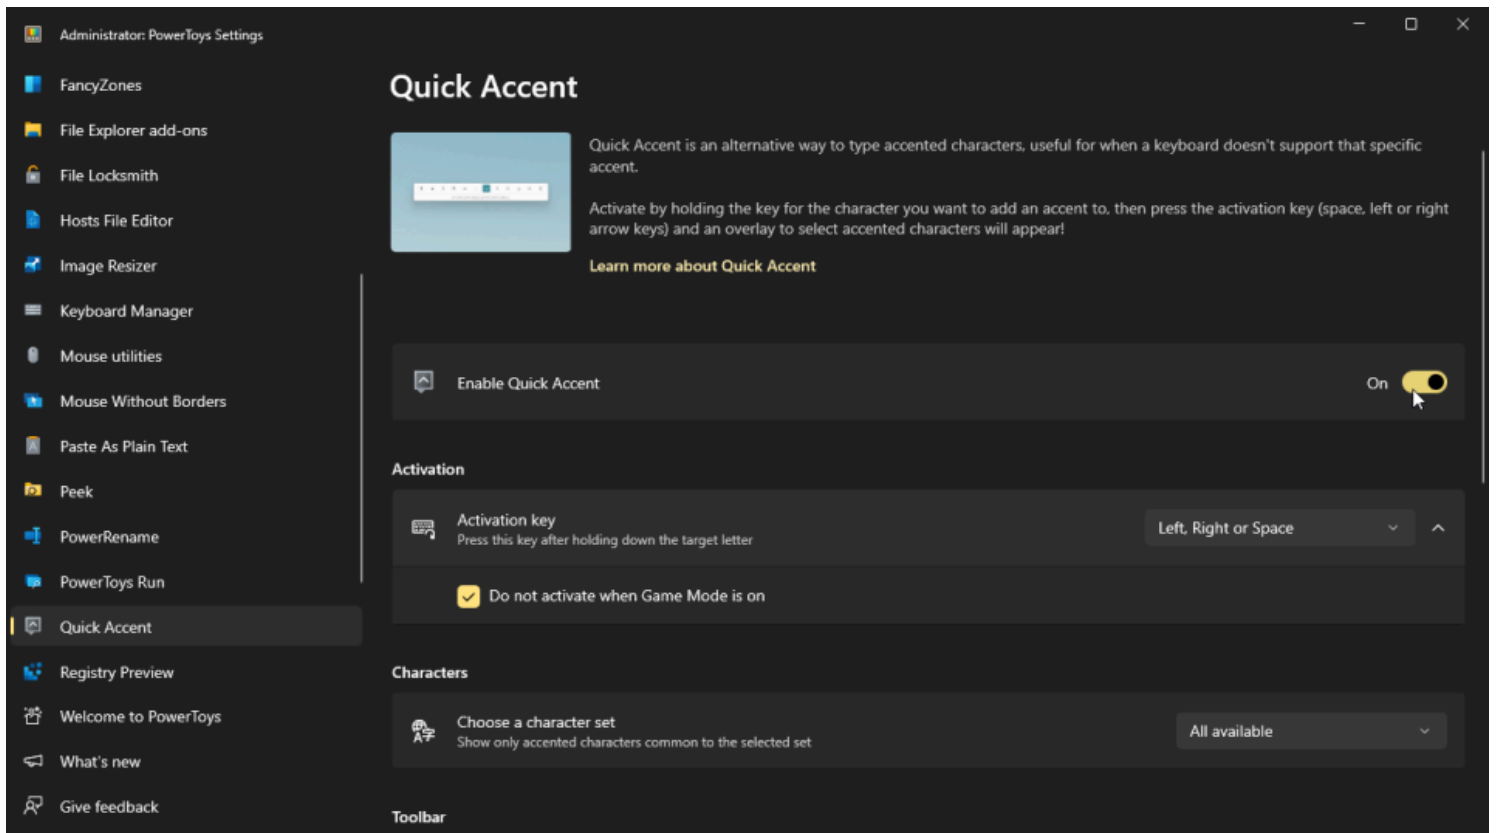 Administrator: PowerToys Settings
FancyZones
File Explorer add-ons
File Locksmith
Hosts File Editor
Image Resizer
Keyboard Manager
Mouse utilities
Mouse Without Borders
Paste As Plain Text
Peek
PowerRename
PowerToys Run
Quick Accent
Registry Preview
Welcome to PowerToys
What's new
Give feedback
Quick Accent
Quick Accent is an alternative way to type accented characters, useful for when a keyboard doesn't support that specific
accent.
Activate by holding the key for the character you want to add an accent to, then press the activation key (space, left or right
arrow keys) and an overlay to select accented characters will appear!
Learn more about Quick Accent
Enable Quick Accent
On
Activation
Activation key
Press this key after holding down the target letter
Left, Right or Space
Do not activate when Game Mode is on
Characters
Choose a character set
Show only accented characters common to the selected set
All available
Toolbar